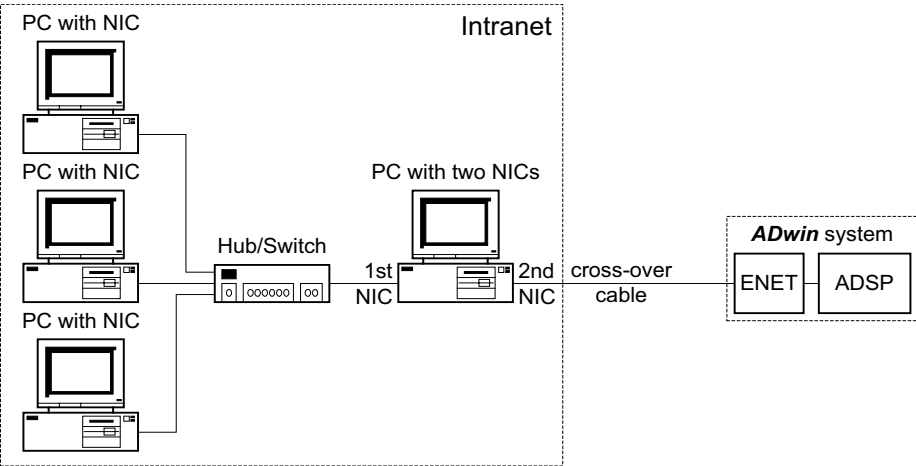 PC with NIC
Intranet
PC with NIC
PC with two NICs
Hub/Switch
1st
NIC
2nd
NIC
cross-over
cable
ADwin system
ENET
ADSP
PC with NIC